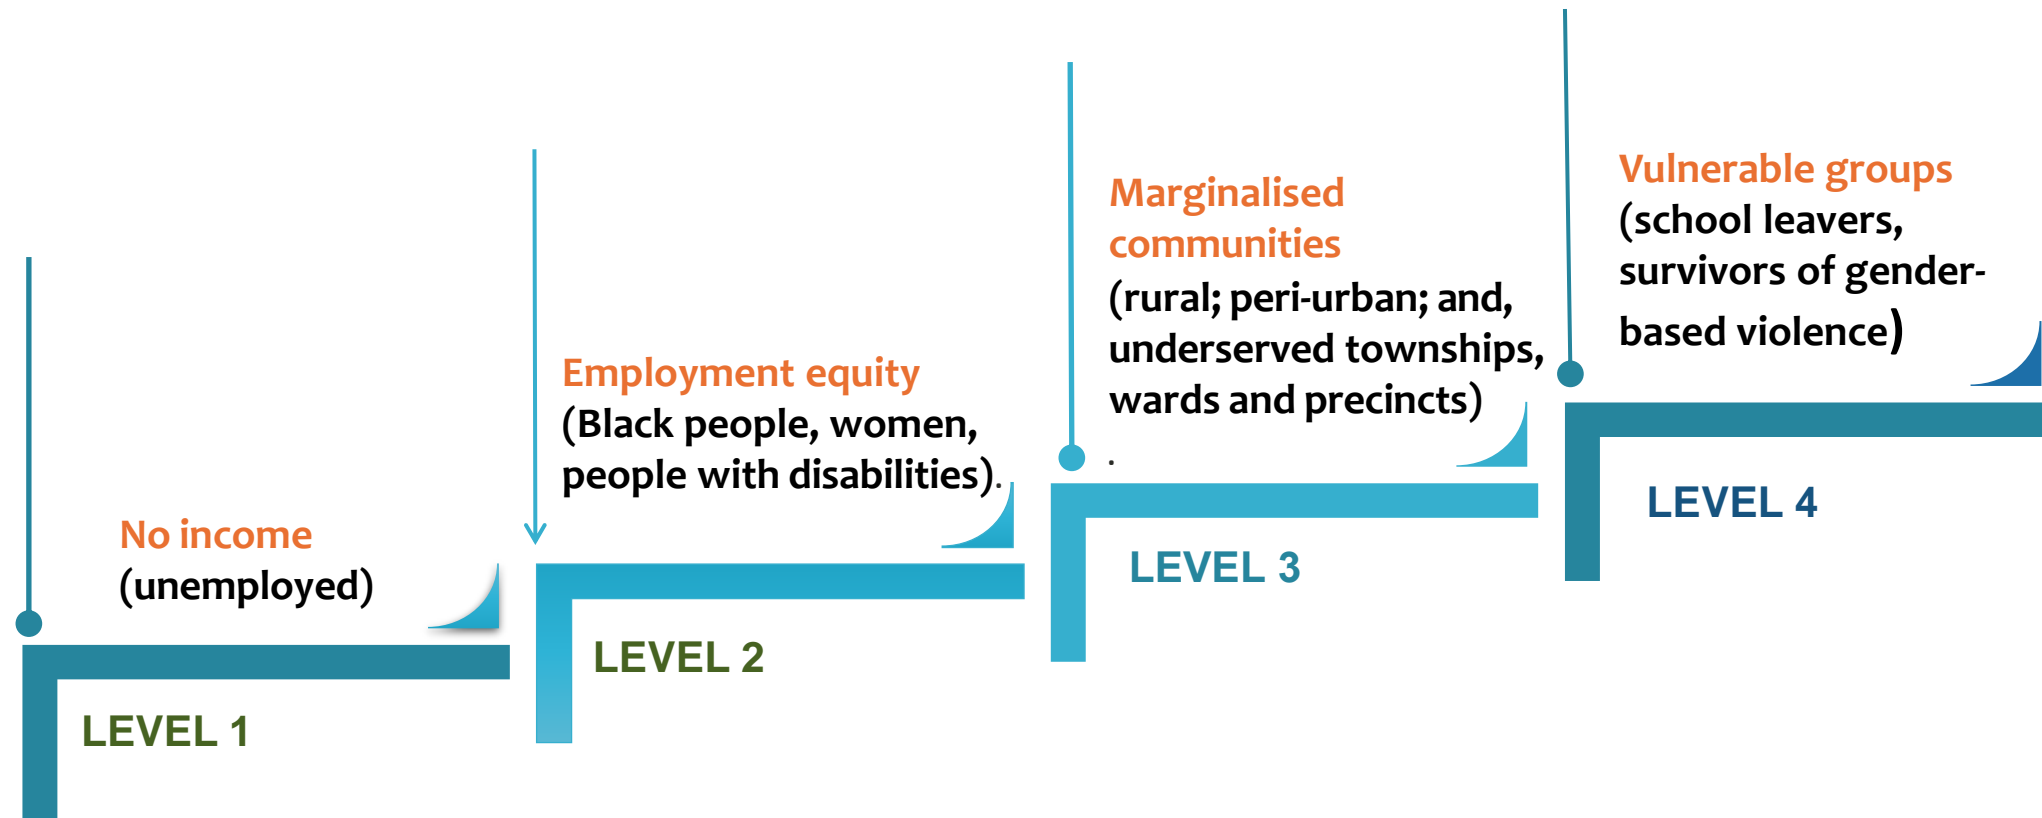 No income
(unemployed)
LEVEL 1
Employment equity
(Black people, women,
people with disabilities).
LEVEL 2
Marginalised
communities
(rural; peri-urban; and,
underserved townships,
wards and precincts)
.
LEVEL 3
Vulnerable groups
(school leavers,
survivors of gender-
based violence)
LEVEL 4